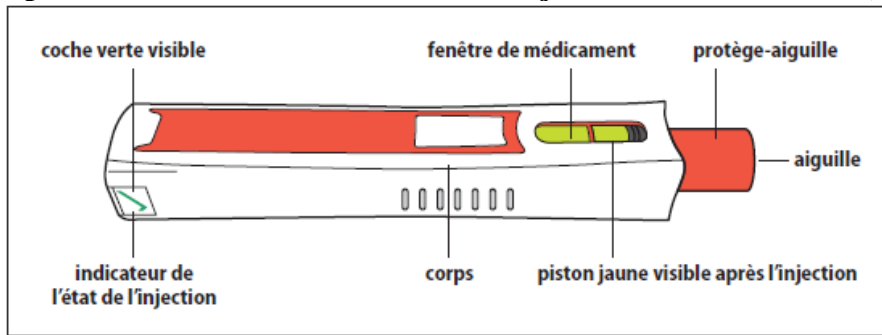 coche verte visible
fenêtre de médicament
protège-aiguille
aiguille
indicateur de
l’état de l’injection
corps
piston jaune visible après l’injection